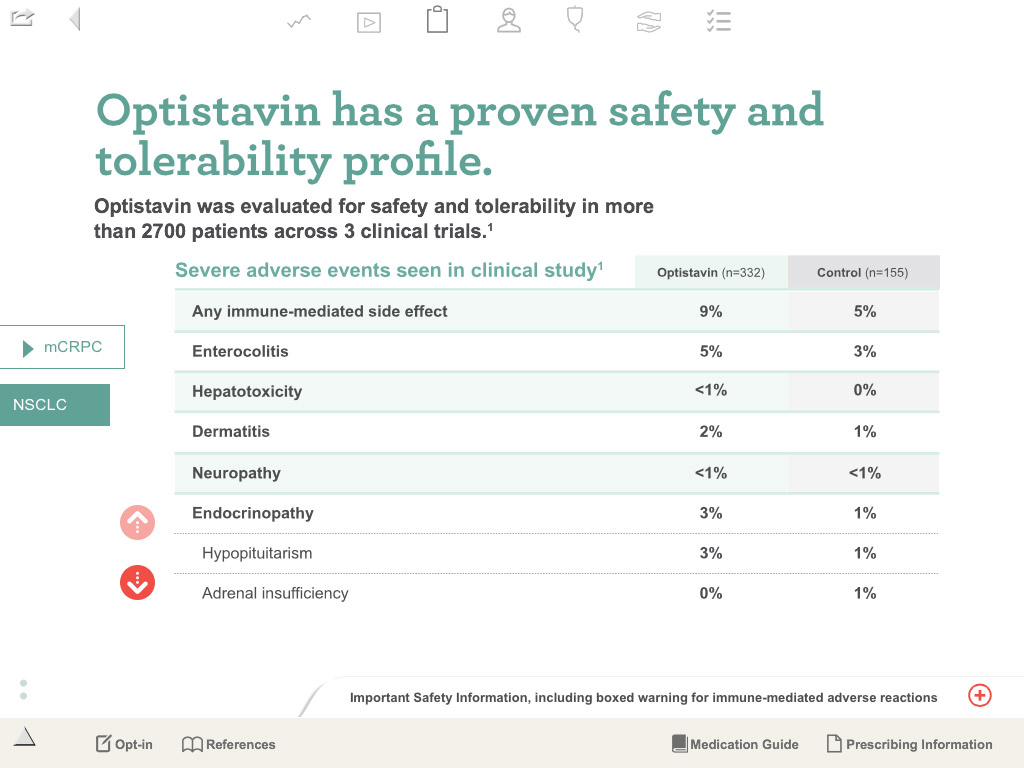 Optistavin has a proven safety and
tolerability profile.
Optistavin was evaluated for safety and tolerability in more
than 2700 patients across 3 clinical trials.1
Severe adverse events seen in clinical study1 Optistavin (n=332) Control (n=155)
Any immune-mediated side effect 9% 5%
mCRPC
Enterocolitis 5% 3%
Hepatotoxicity <1% 0%
NSCLC
Dermatitis 2% 1%
Neuropathy <1% <1%
Endocrinopathy 3% 1%
Hypopituitarism 3% 1%
Adrenal insufficiency 0% 1%
Important Safety Information, including boxed warning for immune-mediated adverse reactions
Opt-in References Medication Guide Prescribing Information